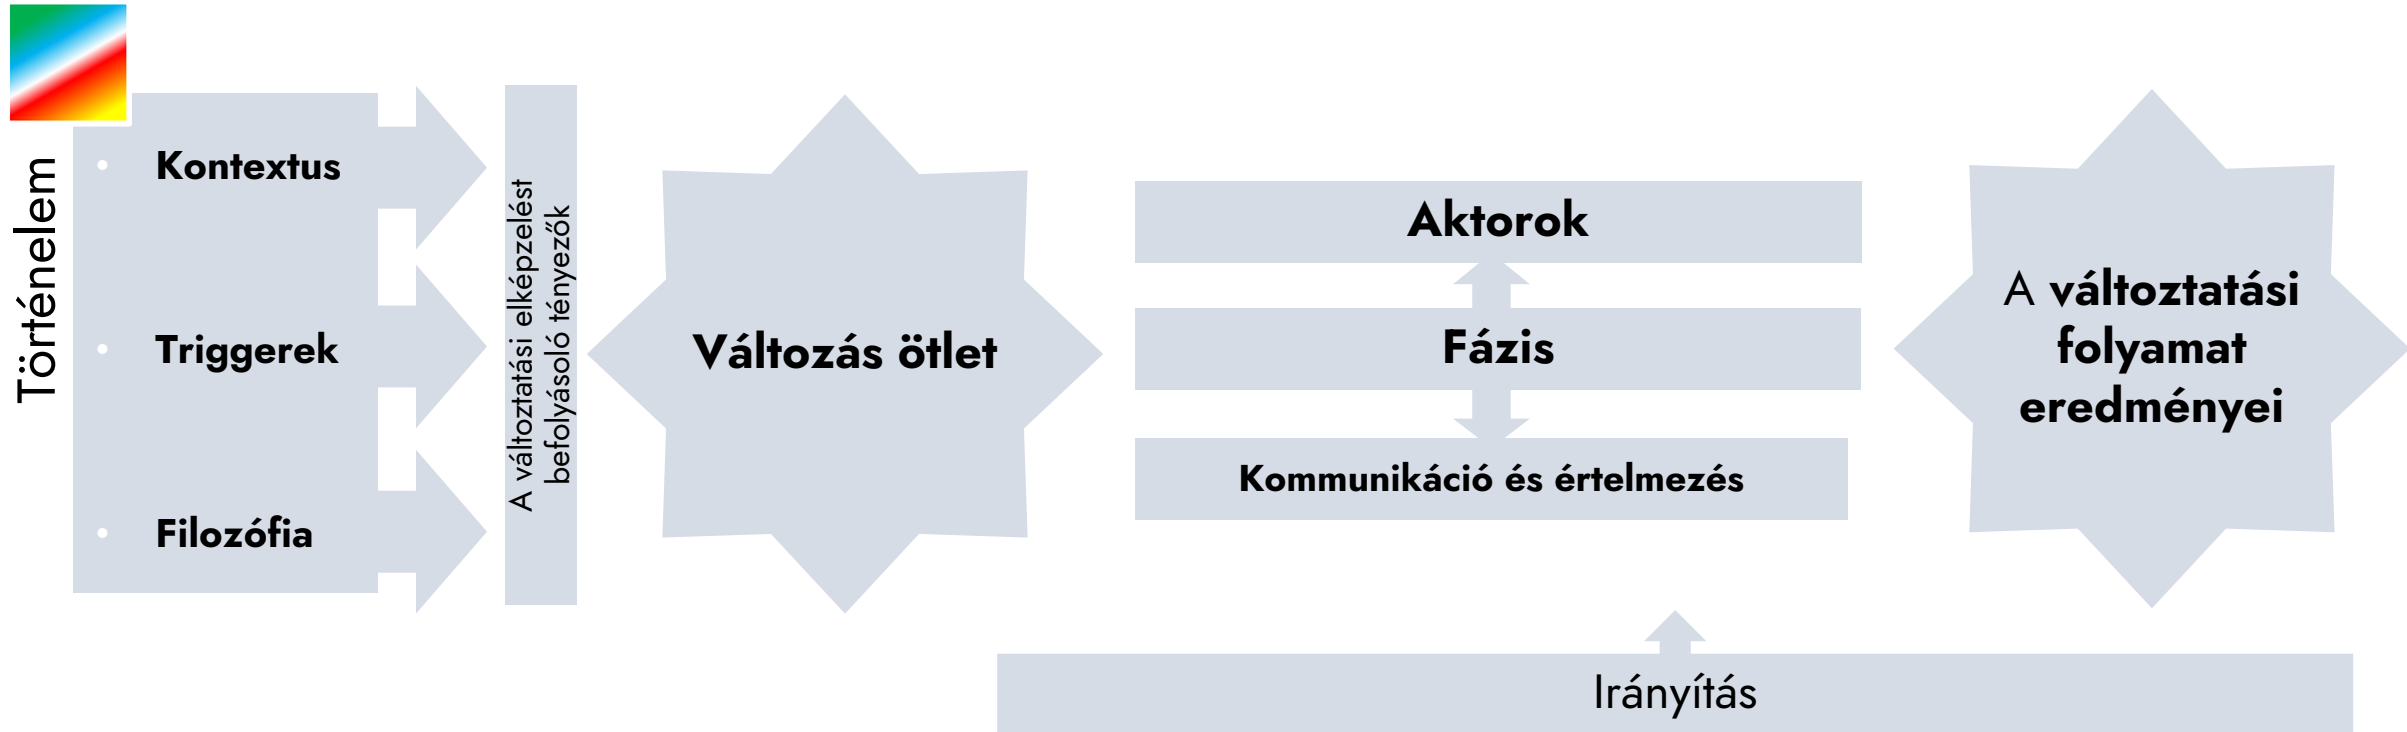 Történelem
• Kontextus
• Triggerek
• Filozófia
A változtatási elképzelést
befolyásoló tényezők
Változás ötlet
Aktorok
Fázis
Kommunikáció és értelmezés
A változtatási
folyamat
eredményei
Irányítás